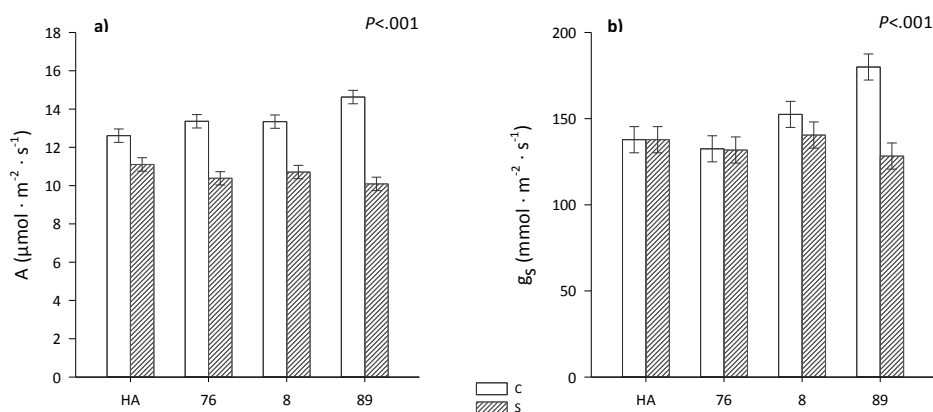 a)
P<.001
A (µmol · m⁻² · s⁻¹)
18
16
14
12
10
8
6
4
2
0
HA 76 8 89
C
S
b)
P<.001
gS (mmol · m⁻² · s⁻¹)
200
150
100
50
0
HA 76 8 89